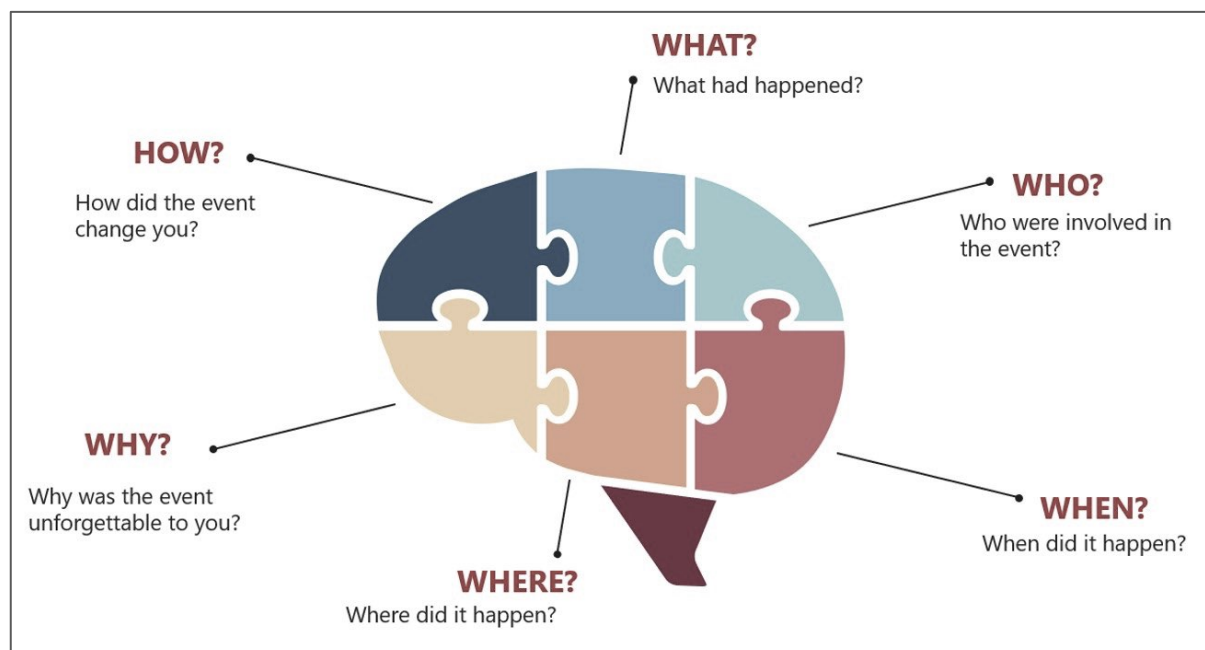 WHAT?
What had happened?
HOW?
How did the event
change you?
WHO?
Who were involved in
the event?
WHY?
Why was the event
unforgettable to you?
WHEN?
When did it happen?
WHERE?
Where did it happen?